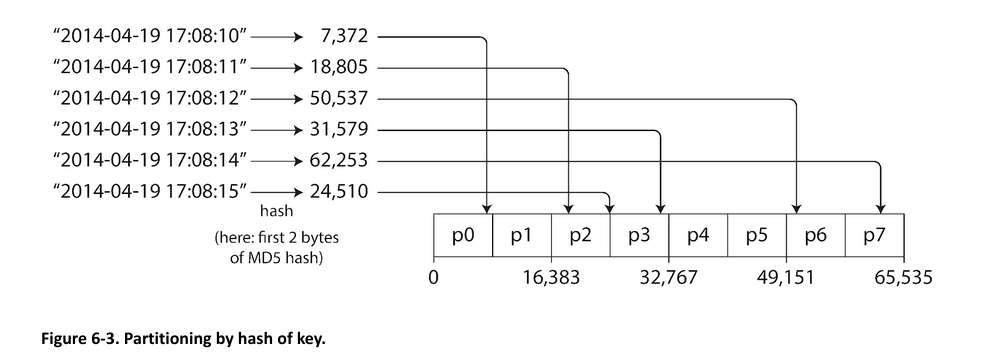 “2014-04-19 17:08:10” 7,372
“2014-04-19 17:08:11” 18,805
“2014-04-19 17:08:12” 50,537
“2014-04-19 17:08:13” 31,579
“2014-04-19 17:08:14” 62,253
“2014-04-19 17:08:15” 24,510
hash
(here: first 2 bytes
of MD5 hash)
p0 p1 p2 p3 p4 p5 p6 p7
0 16,383 32,767 49,151 65,535
Figure 6-3. Partitioning by hash of key.